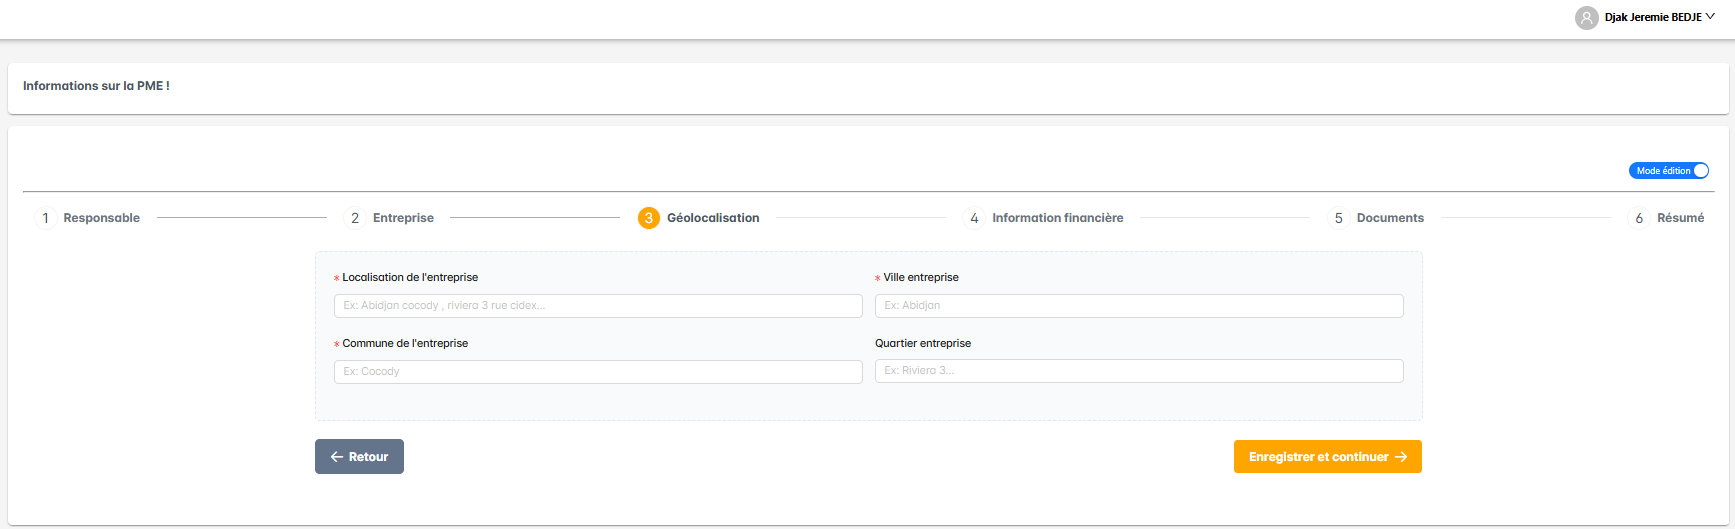 Djak Jeremie BEDJE
Informations sur la PME !
Mode édition
1 Responsable 2 Entreprise 3 Géolocalisation 4 Information financière 5 Documents 6 Résumé
* Localisation de l'entreprise
Ex: Abidjan cocody , riviera 3 rue cidex...
* Ville entreprise
Ex: Abidjan
* Commune de l'entreprise
Ex: Cocody
Quartier entreprise
Ex: Riviera 3...
← Retour
Enregistrer et continuer →